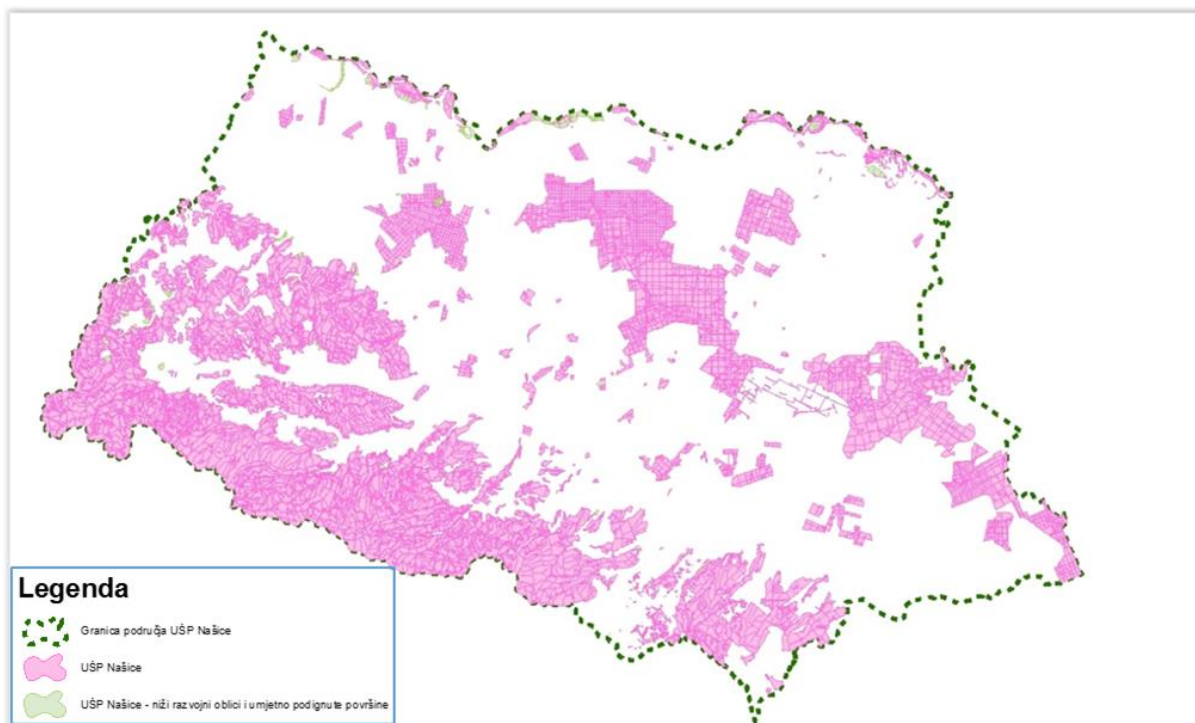 Legenda
Granica područja UŠP Našice
UŠP Našice
UŠP Našice - niži razvojni oblici i umjetno podignute površine